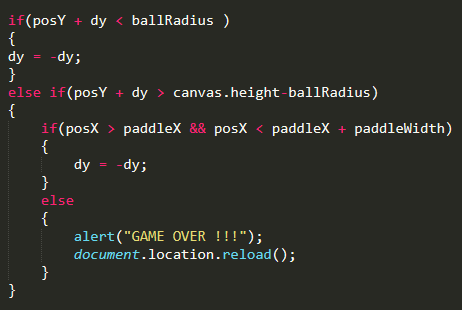 if(posY + dy < ballRadius )
{
dy = -dy;
}
else if(posY + dy > canvas.height-ballRadius)
{
    if(posX > paddleX && posX < paddleX + paddleWidth)
    {
        dy = -dy;
    }
    else
    {
        alert("GAME OVER !!!");
        document.location.reload();
    }
}